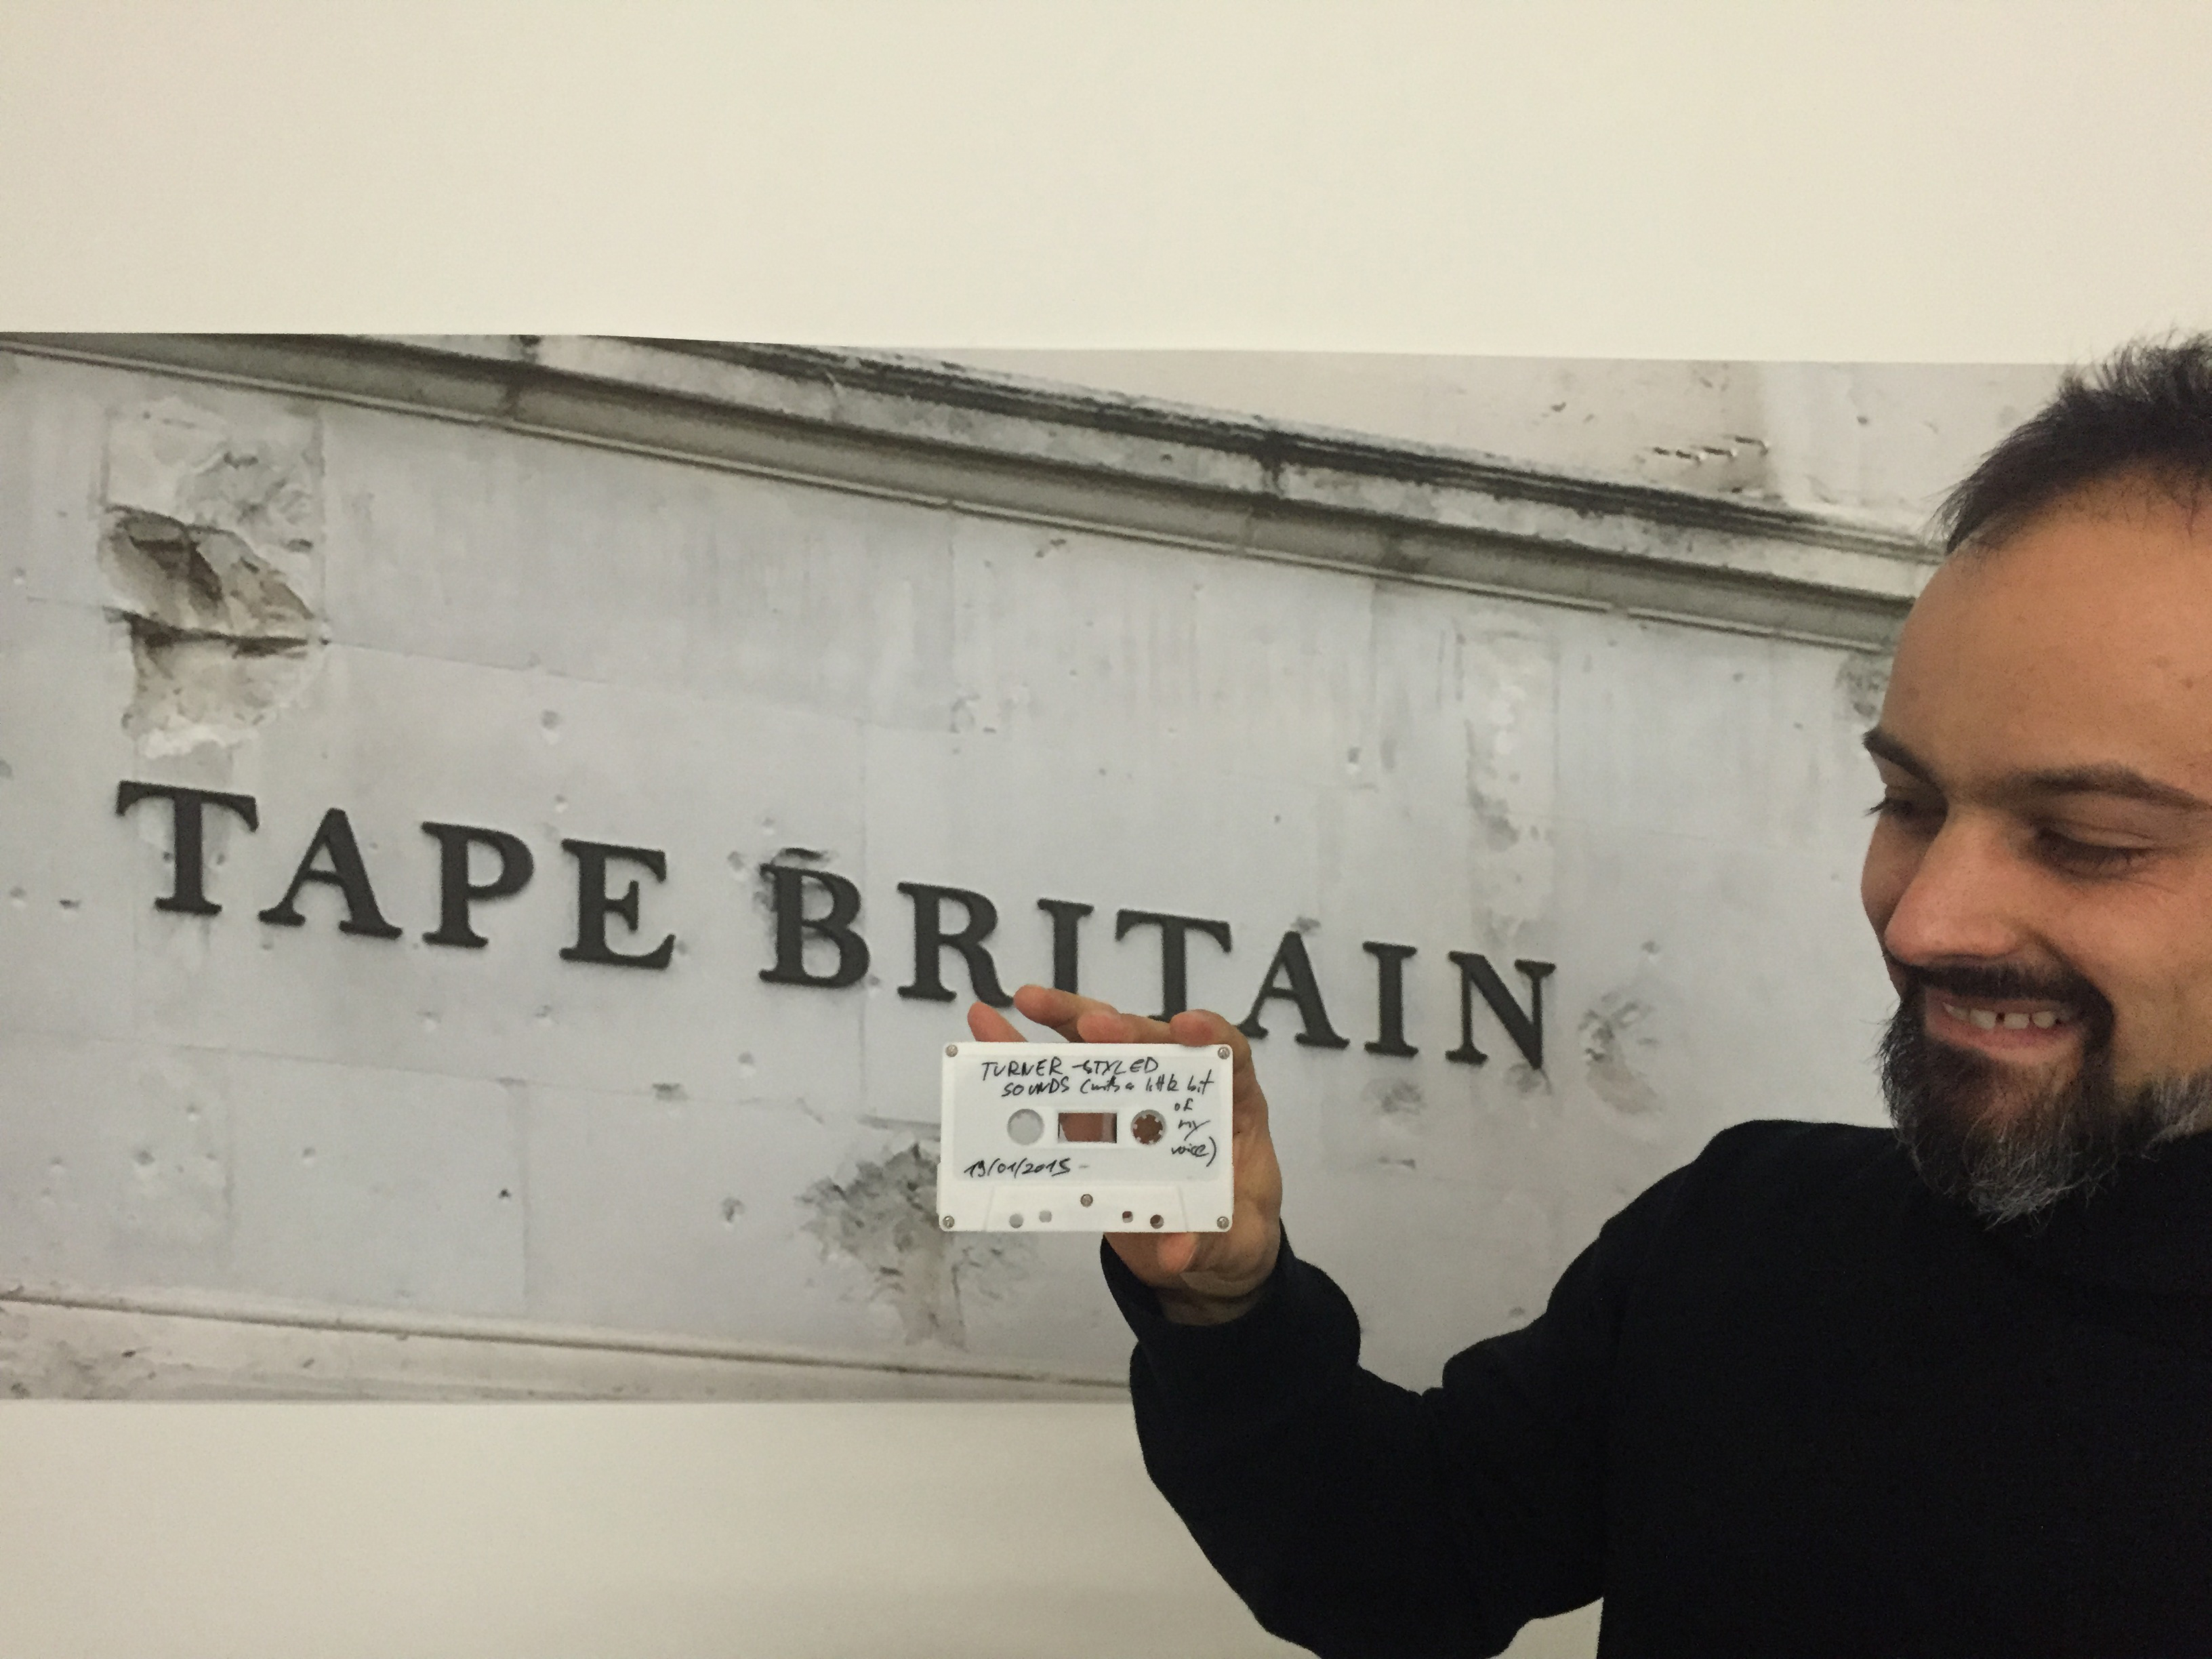 TAPE BRITAIN
TURNER-STYLED
SOUNDS (with a little bit
of
my
voice)
19/01/2015-